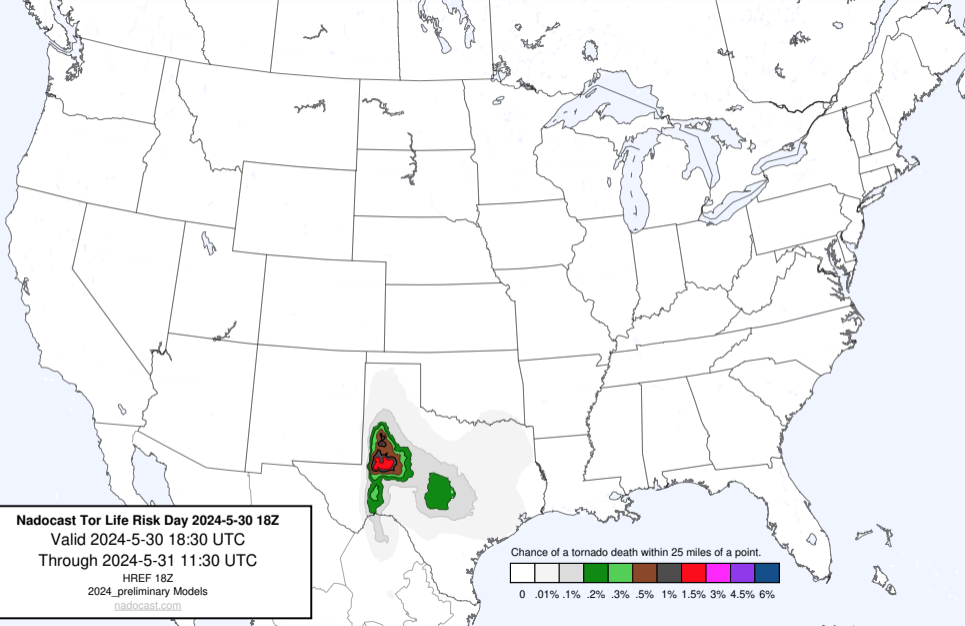 Nadocast Tor Life Risk Day 2024-5-30 18Z
Valid 2024-5-30 18:30 UTC
Through 2024-5-31 11:30 UTC
HREF 18Z
2024_preliminary Models
nadocast.com
Chance of a tornado death within 25 miles of a point.
0 .01% .1% .2% .3% .5% 1% 1.5% 3% 4.5% 6%